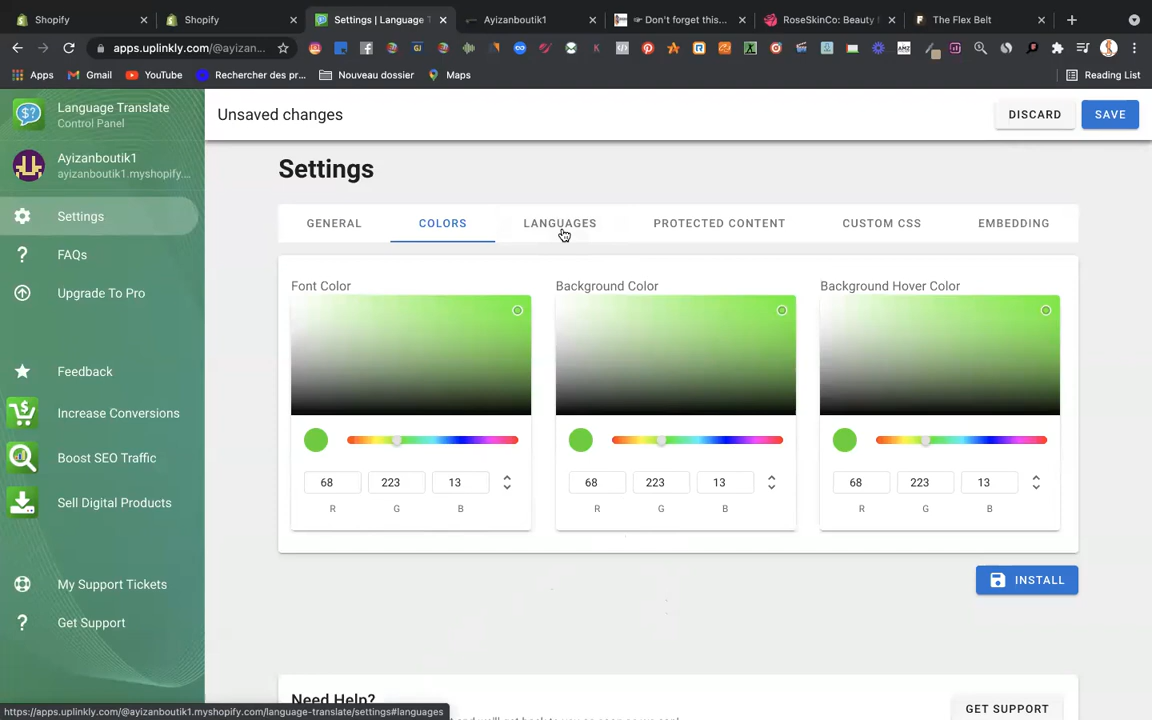 Shopify
Shopify
Settings | Language T
Ayizanboutik1
Don't forget this...
RoseSkinCo: Beauty
The Flex Belt
apps.uplinkly.com/@ayizan...
Apps
Gmail
YouTube
Rechercher des pr...
Nouveau dossier
Maps
Reading List
Language Translate
Control Panel
Unsaved changes
DISCARD
SAVE
Ayizanboutik1
ayizanboutik1.myshopify...
Settings
FAQs
Upgrade To Pro
Feedback
Increase Conversions
Boost SEO Traffic
Sell Digital Products
My Support Tickets
Get Support
Settings
GENERAL
COLORS
LANGUAGES
PROTECTED CONTENT
CUSTOM CSS
EMBEDDING
Font Color
Background Color
Background Hover Color
68 223 13
R G B
68 223 13
R G B
68 223 13
R G B
INSTALL
Need Help?
GET SUPPORT
https://apps.uplinkly.com/@ayizanboutik1.myshopify.com/language-translate/settings#languages